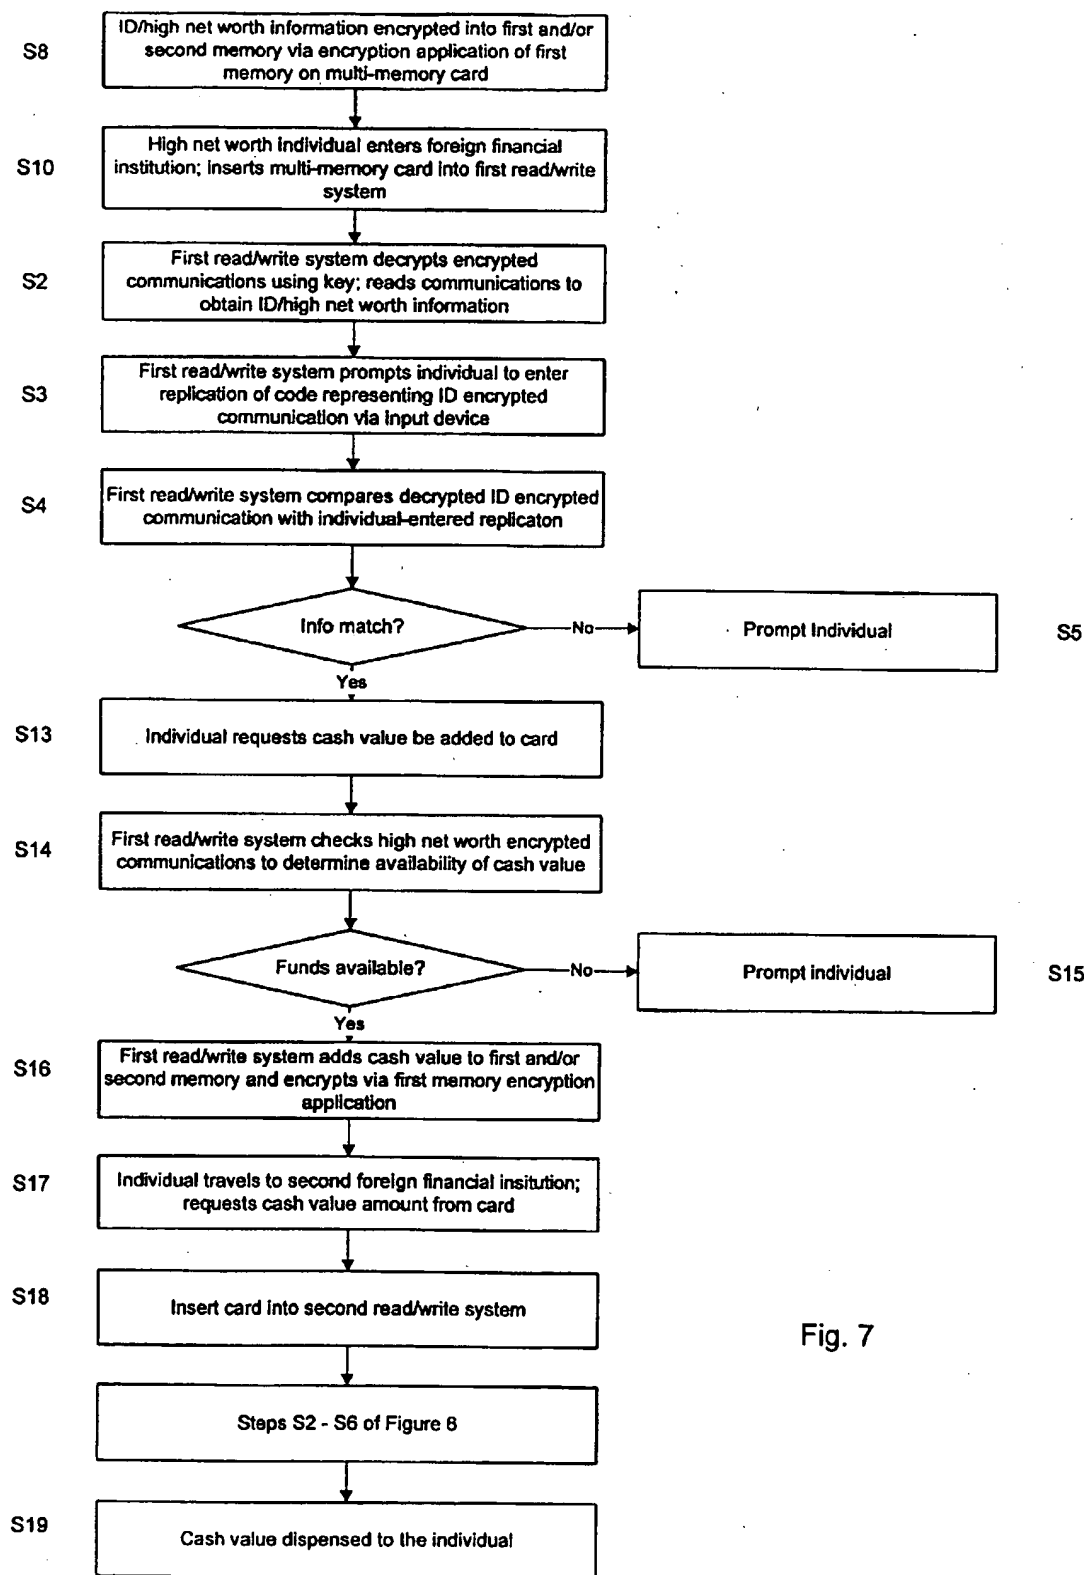 S8
ID/high net worth information encrypted into first and/or
second memory via encryption application of first
memory on multi-memory card
S10
High net worth individual enters foreign financial
institution; inserts multi-memory card into first read/write
system
S2
First read/write system decrypts encrypted
communications using key; reads communications to
obtain ID/high net worth information
S3
First read/write system prompts individual to enter
replication of code representing ID encrypted
communication via input device
S4
First read/write system compares decrypted ID encrypted
communication with individual-entered replicaton
Info match?
No
Prompt Individual
S5
Yes
S13
Individual requests cash value be added to card
S14
First read/write system checks high net worth encrypted
communications to determine availability of cash value
Funds available?
No
Prompt individual
S15
Yes
S16
First read/write system adds cash value to first and/or
second memory and encrypts via first memory encryption
application
S17
Individual travels to second foreign financial insitution;
requests cash value amount from card
S18
Insert card into second read/write system
Fig. 7
Steps S2 - S6 of Figure 6
S19
Cash value dispensed to the individual